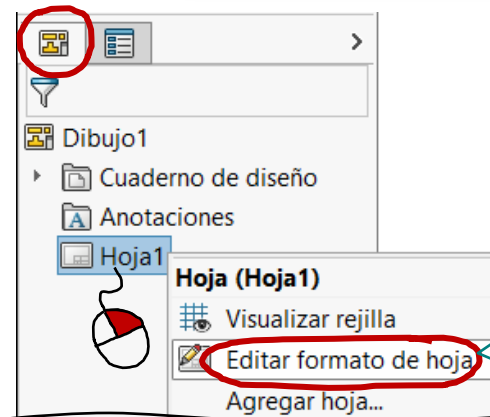 Dibujo1
Cuaderno de diseño
A Anotaciones
Hoja1
Hoja (Hoja1)
Visualizar rejilla
Editar formato de hoja
Agregar hoja...